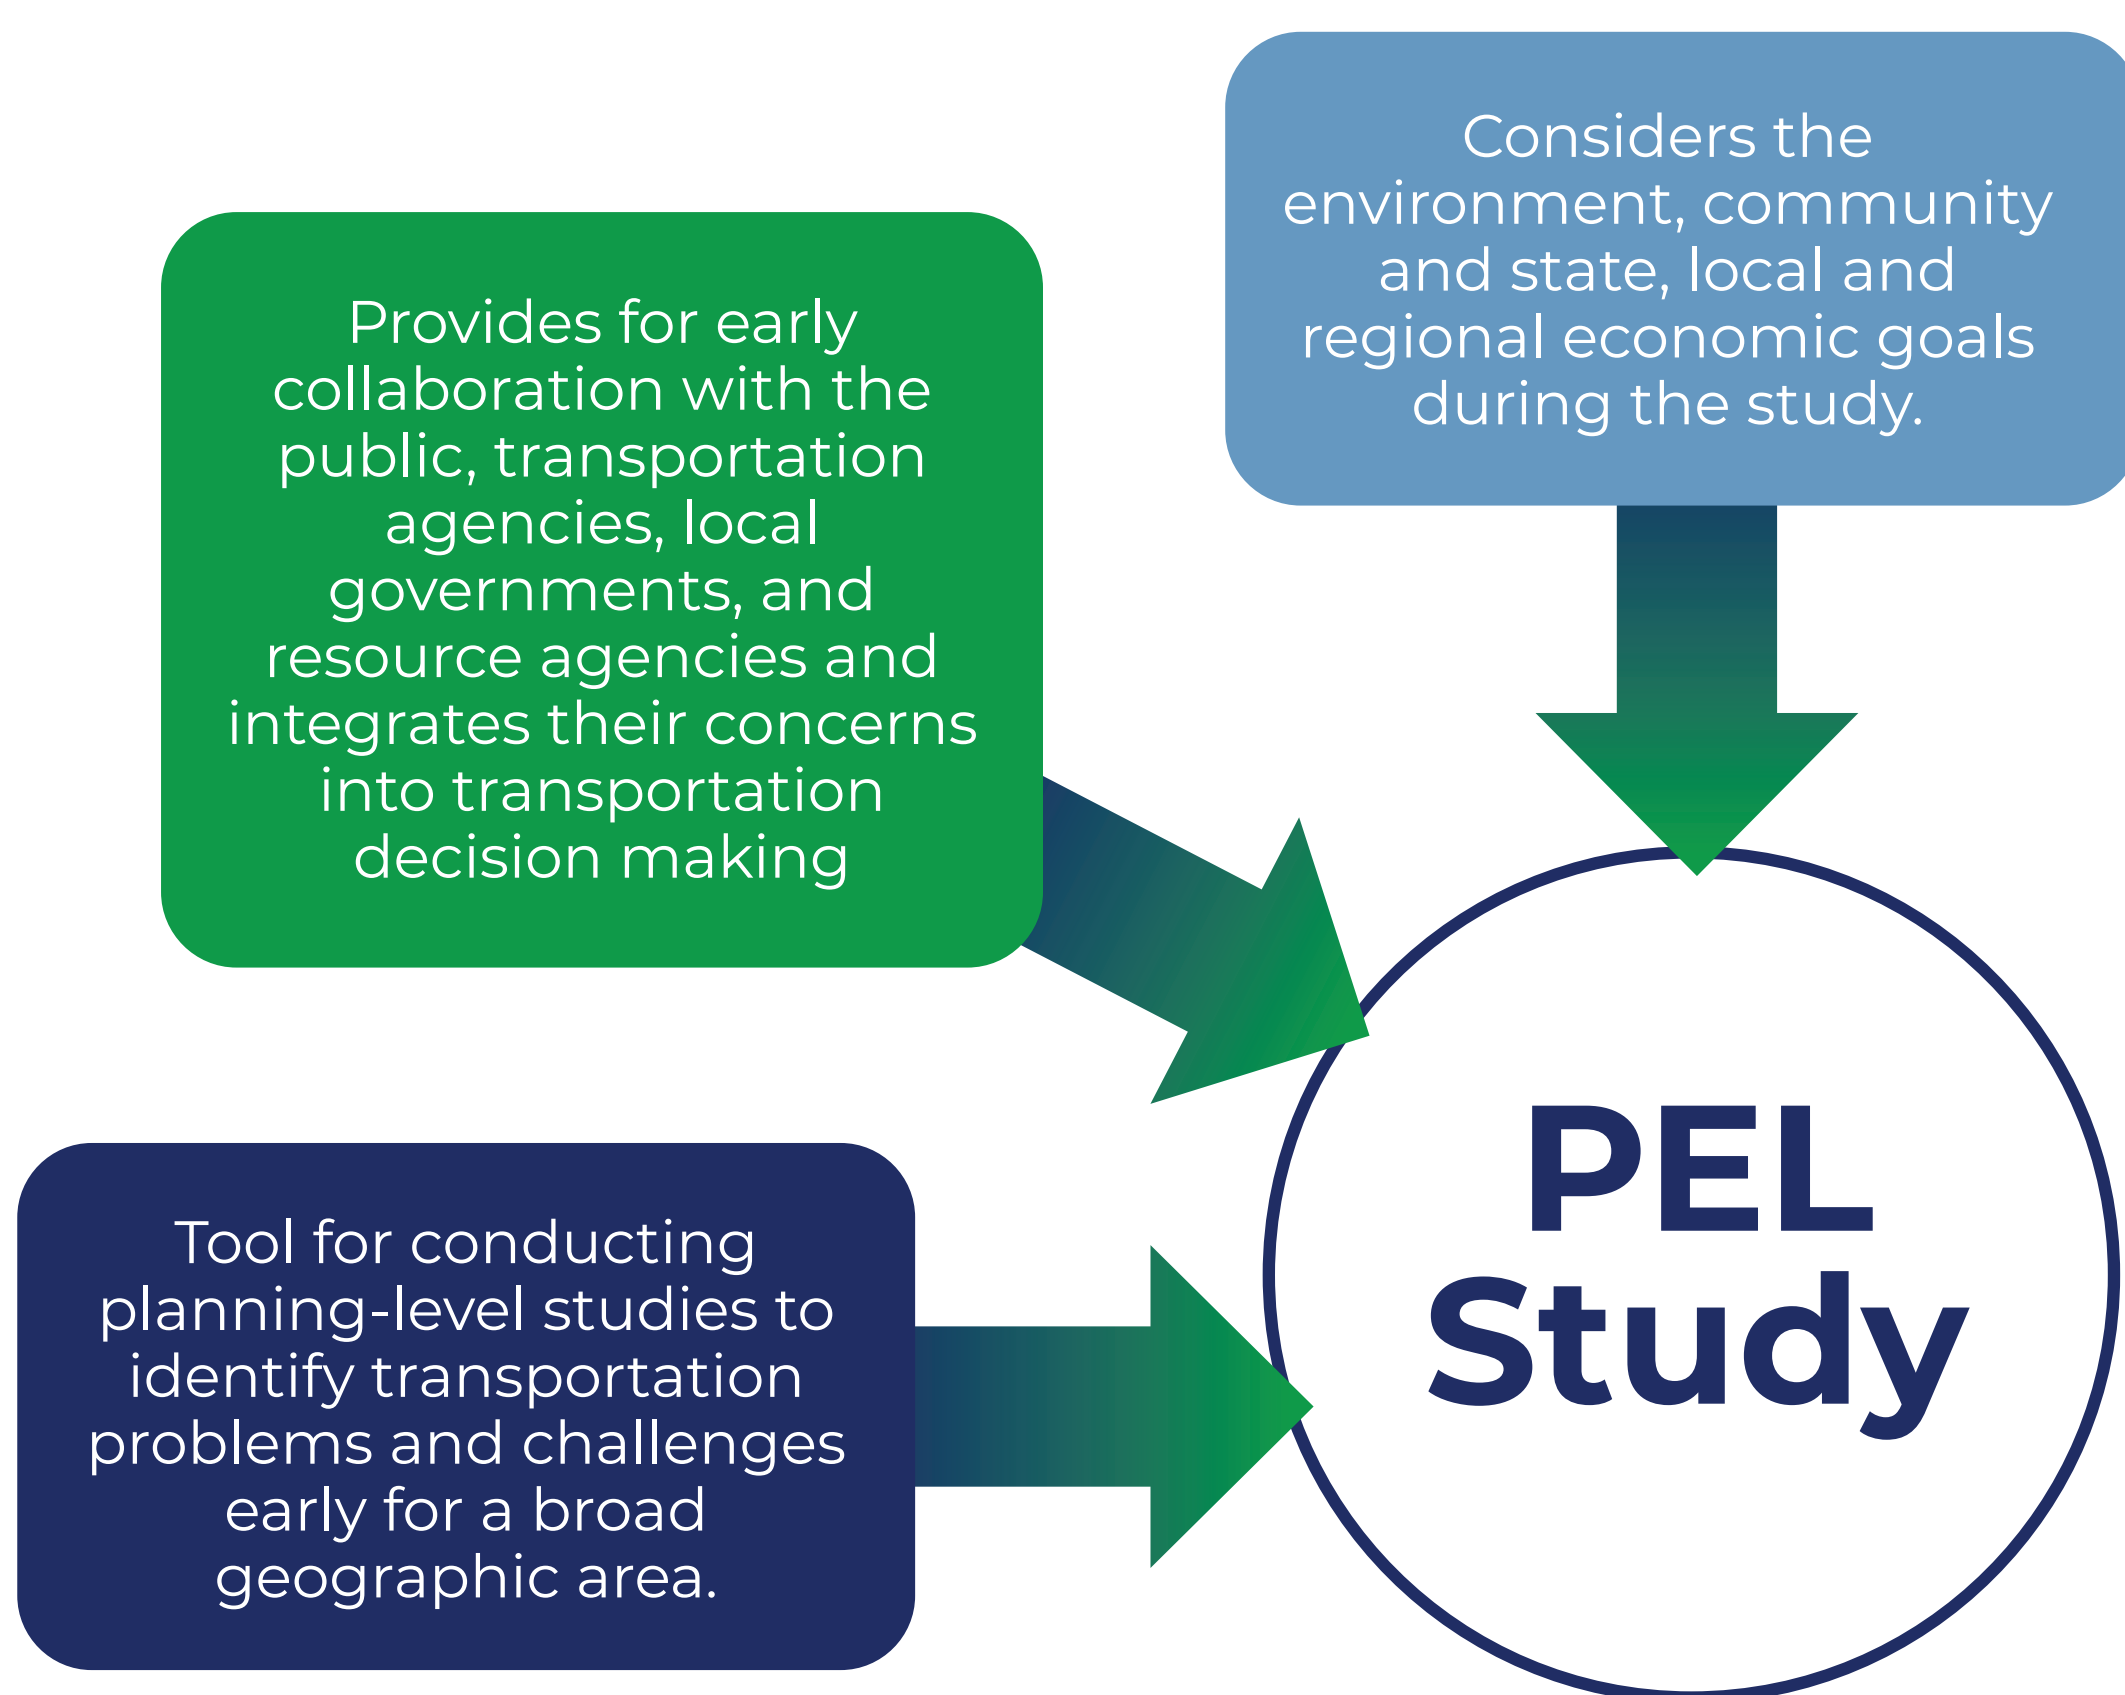 Considers the
environment, community
and state, local and
regional economic goals
during the study.
Provides for early
collaboration with the
public, transportation
agencies, local
governments, and
resource agencies and
integrates their concerns
into transportation
decision making
Tool for conducting
planning-level studies to
identify transportation
problems and challenges
early for a broad
geographic area.
PEL
Study